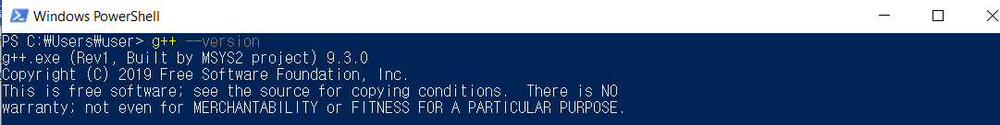 Windows PowerShell
PS C:₩Users₩user> g++ --version
g++.exe (Rev1, Built by MSYS2 project) 9.3.0
Copyright (C) 2019 Free Software Foundation, Inc.
This is free software; see the source for copying conditions.  There is NO
warranty; not even for MERCHANTABILITY or FITNESS FOR A PARTICULAR PURPOSE.